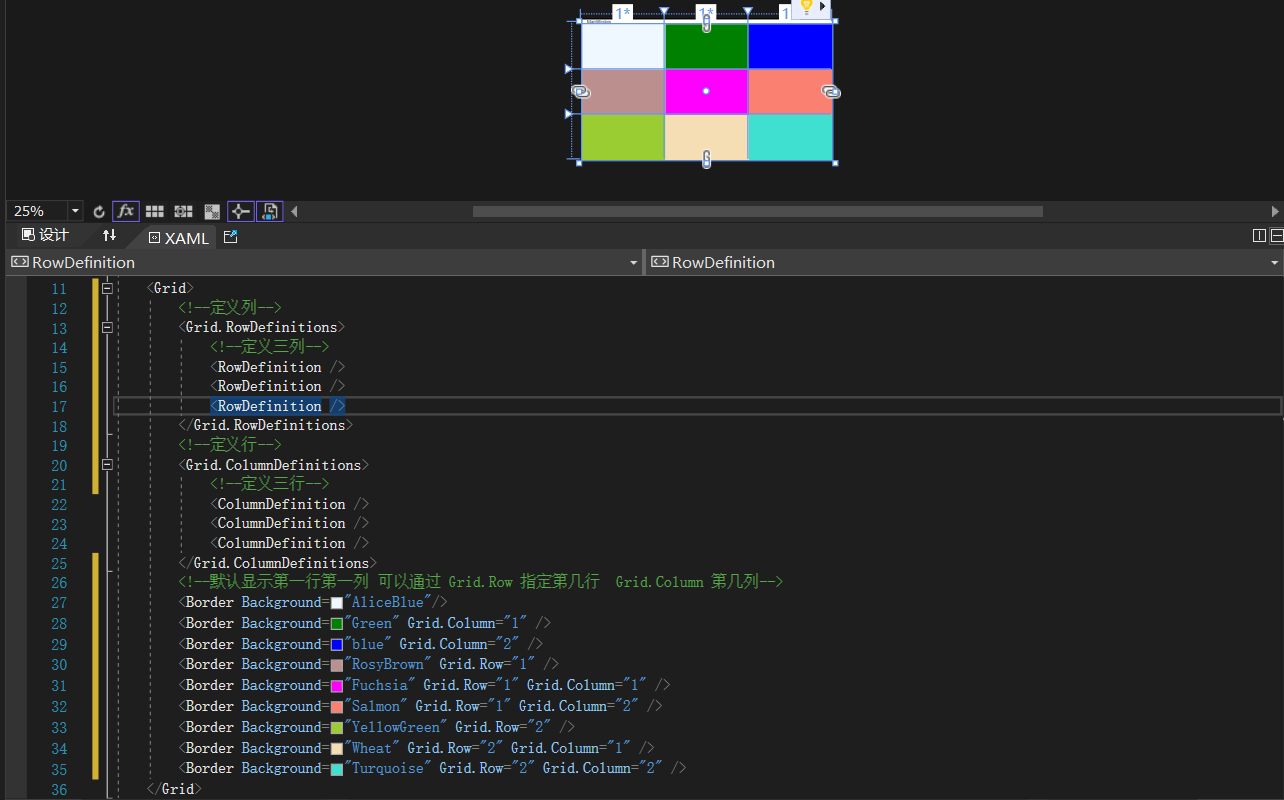 1* 1* 1
25%
设计 XAML
RowDefinition RowDefinition
11 <Grid>
12 <!--定义列-->
13 <Grid.RowDefinitions>
14 <!--定义三列-->
15 <RowDefinition />
16 <RowDefinition />
17 <RowDefinition />
18 </Grid.RowDefinitions>
19 <!--定义行-->
20 <Grid.ColumnDefinitions>
21 <!--定义三行-->
22 <ColumnDefinition />
23 <ColumnDefinition />
24 <ColumnDefinition />
25 </Grid.ColumnDefinitions>
26 <!--默认显示第一行第一列 可以通过 Grid.Row 指定第几行  Grid.Column 第几列-->
27 <Border Background="AliceBlue"/>
28 <Border Background="Green" Grid.Column="1" />
29 <Border Background="blue" Grid.Column="2" />
30 <Border Background="RosyBrown" Grid.Row="1" />
31 <Border Background="Fuchsia" Grid.Row="1" Grid.Column="1" />
32 <Border Background="Salmon" Grid.Row="1" Grid.Column="2" />
33 <Border Background="YellowGreen" Grid.Row="2" />
34 <Border Background="Wheat" Grid.Row="2" Grid.Column="1" />
35 <Border Background="Turquoise" Grid.Row="2" Grid.Column="2" />
36 </Grid>